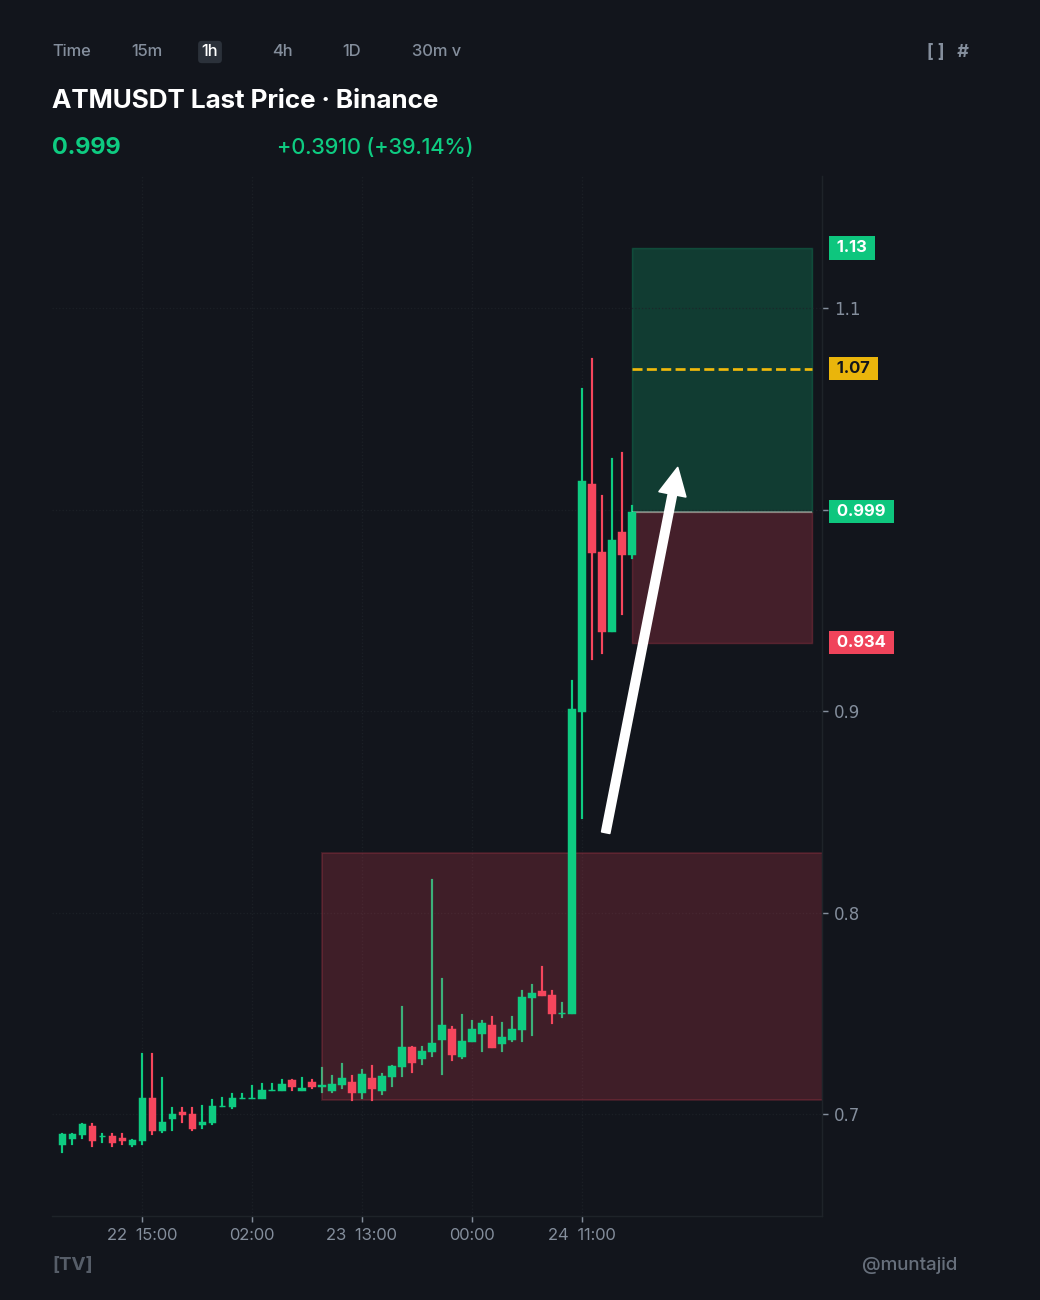 Time 15m 1h 4h 1D 30m v [ ] #
ATMUSDT Last Price · Binance
0.999 +0.3910 (+39.14%)
1.13
1.1
1.07
0.999
0.934
0.9
0.8
0.7
22 15:00 02:00 23 13:00 00:00 24 11:00
[TV] @muntajid